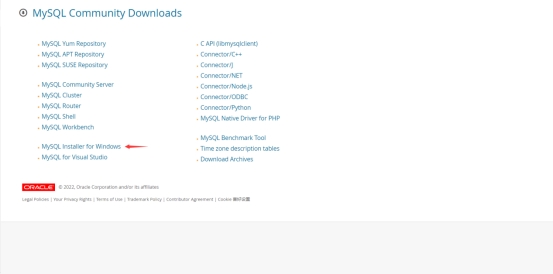 MySQL Community Downloads
MySQL Yum Repository
MySQL APT Repository
MySQL SUSE Repository
MySQL Community Server
MySQL Cluster
MySQL Router
MySQL Shell
MySQL Workbench
MySQL Installer for Windows
MySQL for Visual Studio
C API (libmysqlclient)
Connector/C++
Connector/J
Connector/NET
Connector/Node.js
Connector/ODBC
Connector/Python
MySQL Native Driver for PHP
MySQL Benchmark Tool
Time zone description tables
Download Archives
ORACLE © 2022, Oracle Corporation and/or its affiliates
Legal Policies | Your Privacy Rights | Terms of Use | Trademark Policy | Contributor Agreement | Cookie 喜好设置